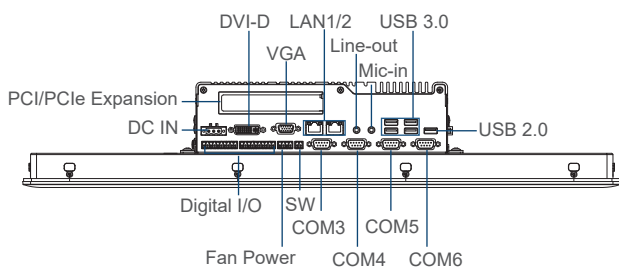 DVI-D LAN1/2 USB 3.0
VGA Line-out
Mic-in
PCI/PCIe Expansion
DC IN USB 2.0
Digital I/O SW
COM3 COM5
Fan Power COM4 COM6